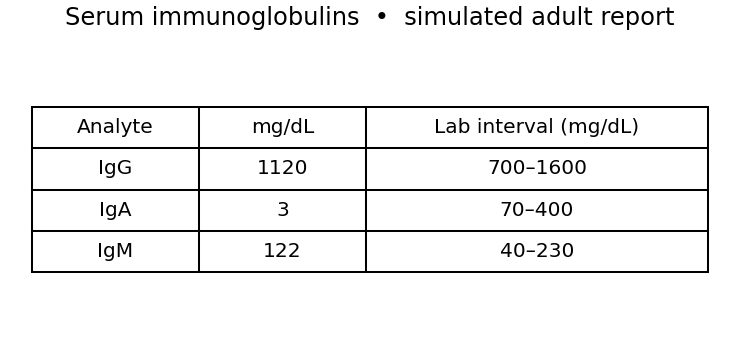 Serum immunoglobulins • simulated adult report
Analyte mg/dL Lab interval (mg/dL)
IgG 1120 700–1600
IgA 3 70–400
IgM 122 40–230